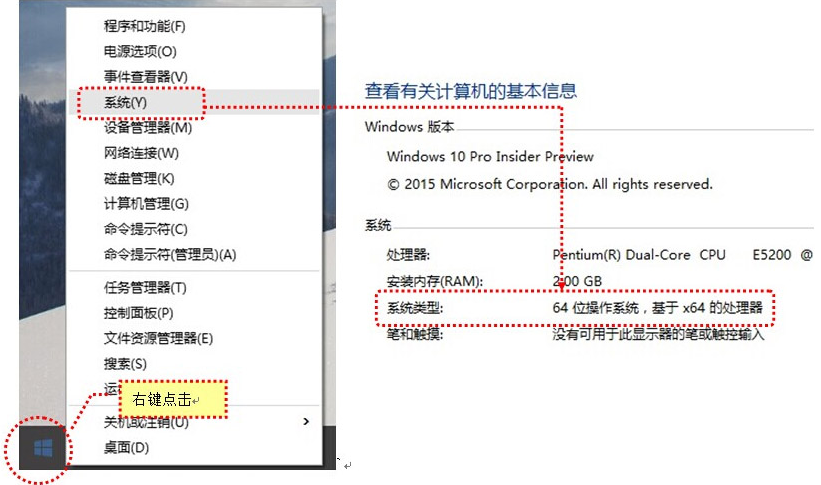 程序和功能(F)
电源选项(O)
事件查看器(V)
系统(Y)
设备管理器(M)
网络连接(W)
磁盘管理(K)
计算机管理(G)
命令提示符(C)
命令提示符(管理员)(A)
任务管理器(T)
控制面板(P)
文件资源管理器(E)
搜索(S)
运
右键点击
关机或注销(U)
桌面(D)
查看有关计算机的基本信息
Windows 版本
Windows 10 Pro Insider Preview
© 2015 Microsoft Corporation. All rights reserved.
系统
处理器: Pentium(R) Dual-Core CPU E5200 @
安装内存(RAM): 2.00 GB
系统类型: 64 位操作系统，基于 x64 的处理器
笔和触摸: 没有可用于此显示器的笔或触控输入